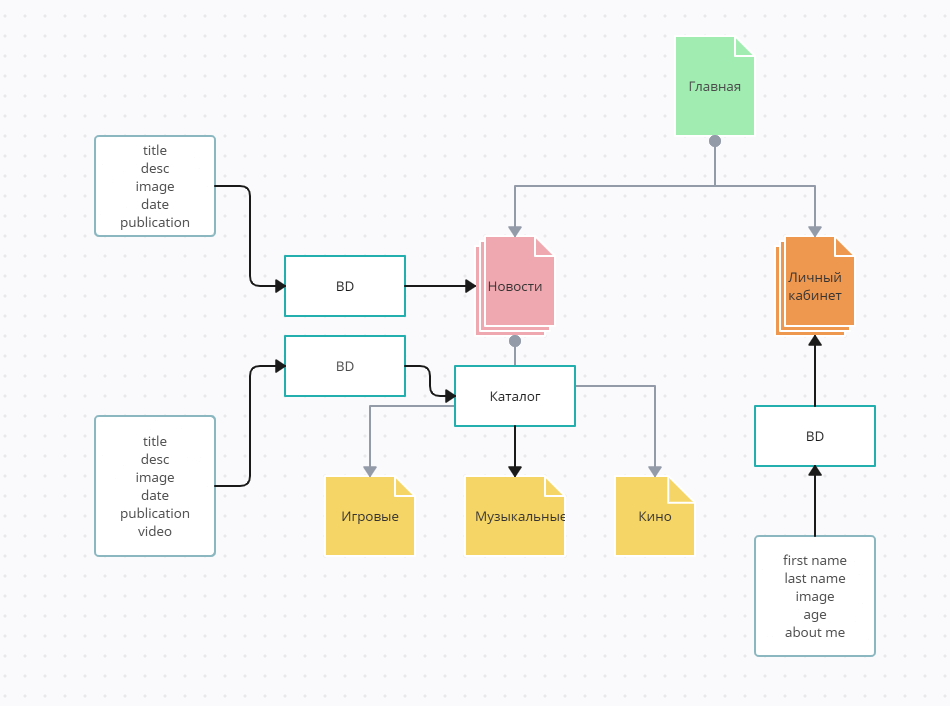 Главная
title
desc
image
date
publication
BD
Новости
Личный
кабинет
BD
Каталог
title
desc
image
date
publication
video
BD
Игровые
Музыкальные
Кино
first name
last name
image
age
about me